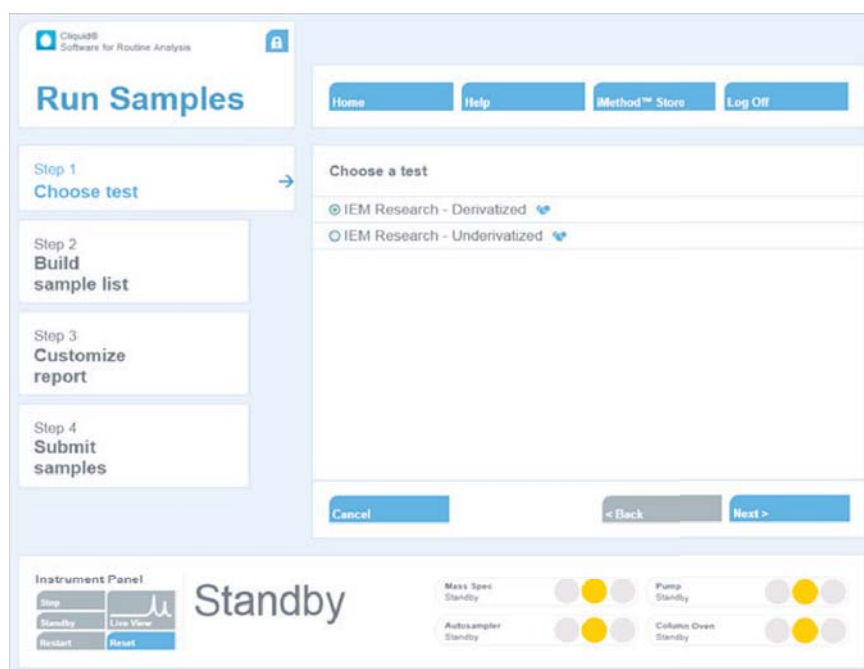 Cliquid®
Software for Routine Analysis
Run Samples
Home
Help
iMethod™ Store
Log Off
Step 1
Choose test
Step 2
Build
sample list
Step 3
Customize
report
Step 4
Submit
samples
Choose a test
IEM Research - Derivatized
IEM Research - Underivatized
Cancel
< Back
Next >
Instrument Panel
Stop
Standby
Live View
Restart
Reset
Standby
Mass Spec
Standby
Pump
Standby
Autosampler
Standby
Column Oven
Standby